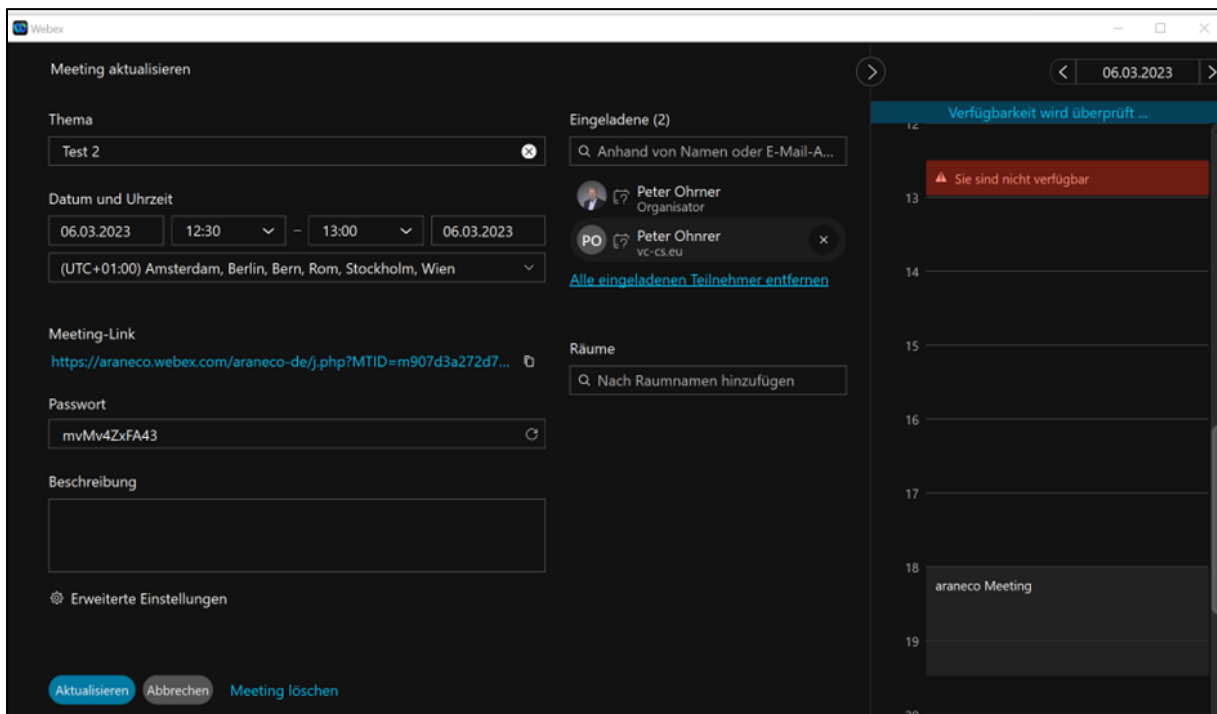 Webex
Meeting aktualisieren
Thema
Test 2
Datum und Uhrzeit
06.03.2023 12:30 – 13:00 06.03.2023
(UTC+01:00) Amsterdam, Berlin, Bern, Rom, Stockholm, Wien
Meeting-Link
https://araneco.webex.com/araneco-de/j.php?MTID=m907d3a272d7...
Passwort
mvMv4ZxFA43
Beschreibung
Erweiterte Einstellungen
Aktualisieren Abbrechen Meeting löschen
Eingeladene (2)
Anhand von Namen oder E-Mail-A...
Peter Ohrner
Organisator
PO Peter Ohnrer
vc-cs.eu
Alle eingeladenen Teilnehmer entfernen
Räume
Nach Raumnamen hinzufügen
06.03.2023
Verfügbarkeit wird überprüft ...
12
Sie sind nicht verfügbar
13
14
15
16
17
18
araneco Meeting
19
20